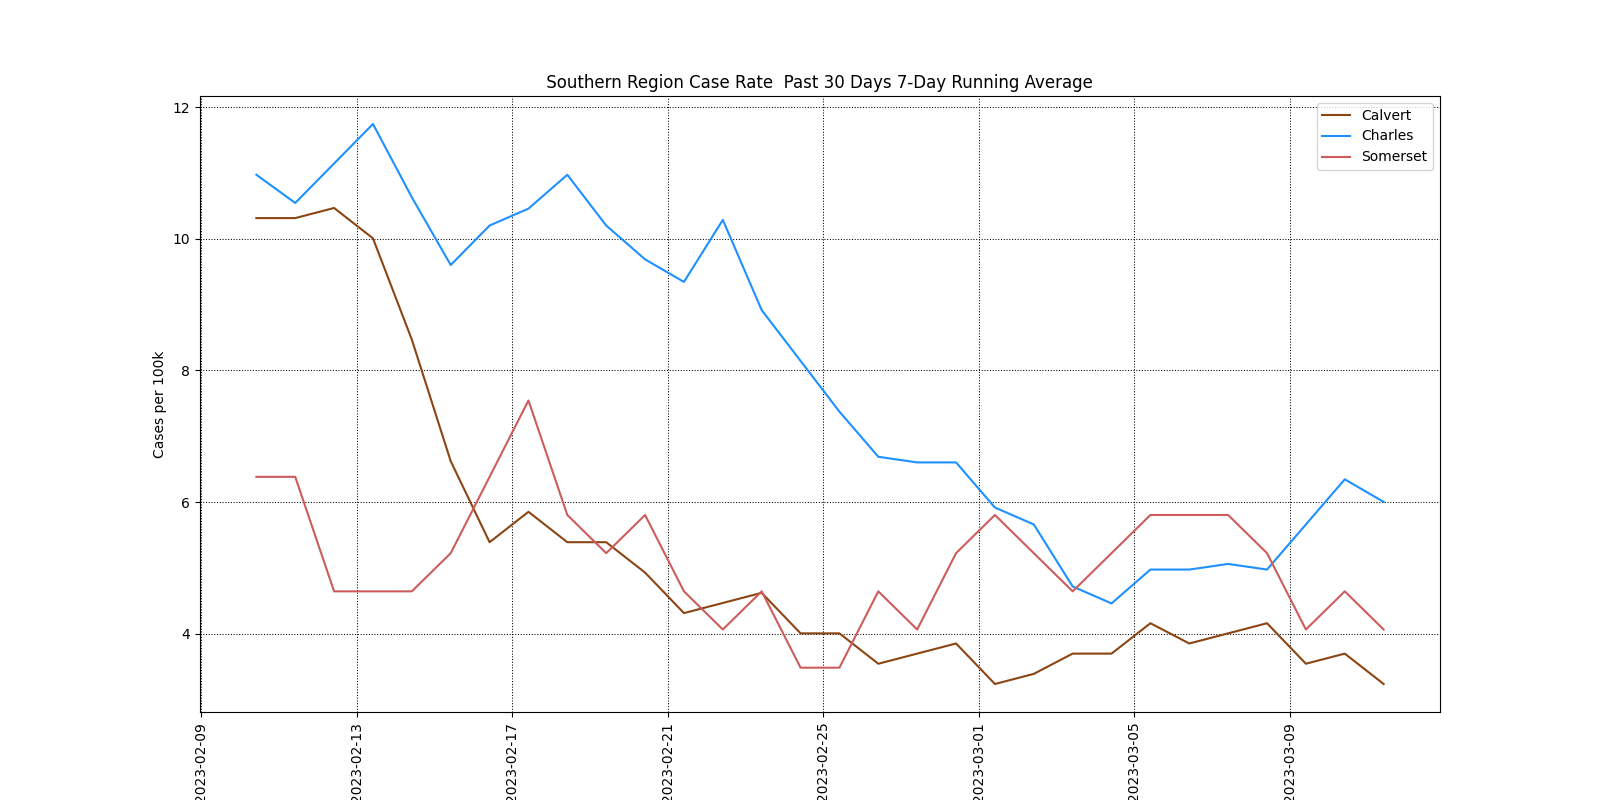 Southern Region Case Rate  Past 30 Days 7-Day Running Average
Calvert
Charles
Somerset
Cases per 100k
12
10
8
6
4
2023-02-09
2023-02-13
2023-02-17
2023-02-21
2023-02-25
2023-03-01
2023-03-05
2023-03-09